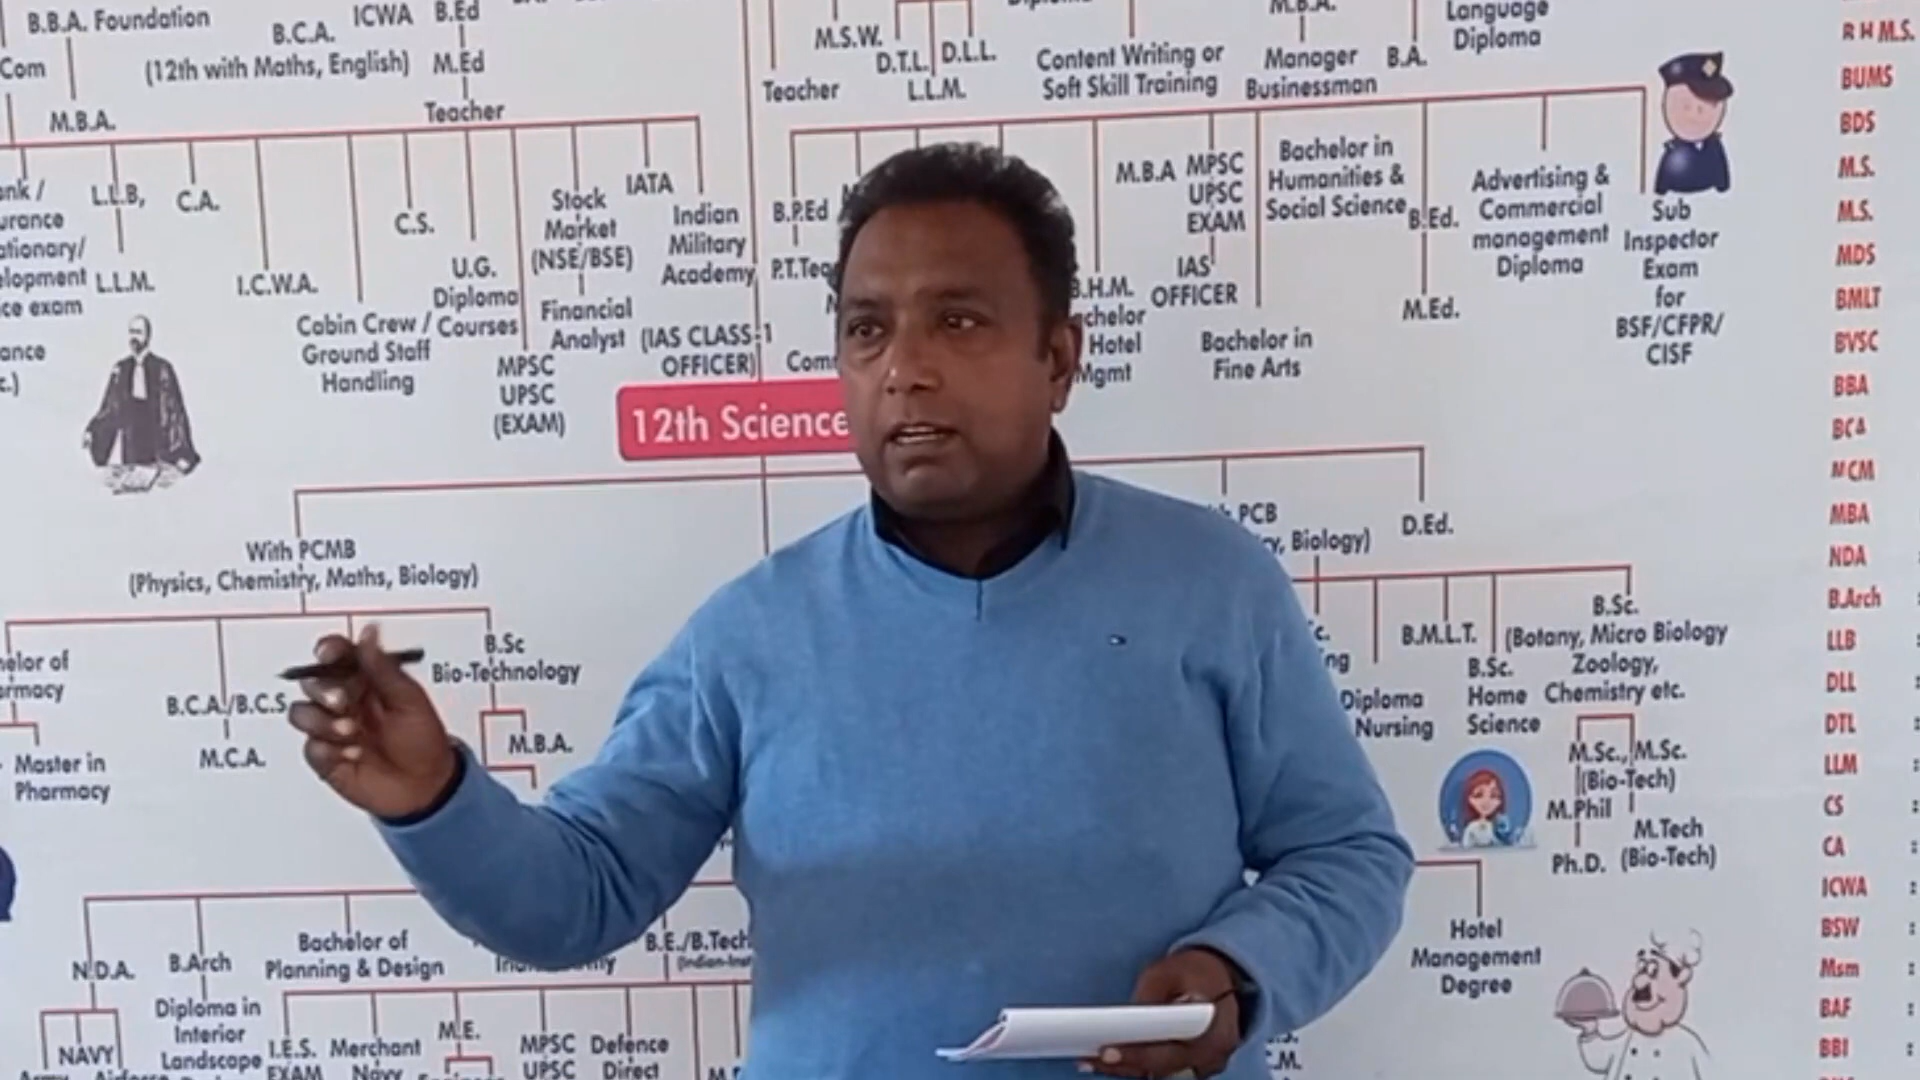 B.B.A. Foundation
B.C.A.
ICWA
B.Ed
(12th with Maths, English)
M.Ed
Com
M.B.A.
Teacher
M.S.W.
D.T.L.
D.L.L.
L.L.M.
Teacher
Content Writing or
Soft Skill Training
M.B.A.
Manager
Businessman
B.A.
Language
Diploma
L.L.B,
L.L.M.
C.A.
I.C.W.A.
Cabin Crew /
Ground Staff
Handling
C.S.
U.G.
Diploma
Courses
MPSC
UPSC
(EXAM)
Stock
Market
(NSE/BSE)
Financial
Analyst
IATA
Indian
Military
Academy
(IAS CLASS-1
OFFICER)
B.P.Ed
B.H.M.
Hotel
Mgmt
M.B.A
MPSC
UPSC
EXAM
IAS
OFFICER
Bachelor in
Humanities &
Social Science
Bachelor in
Fine Arts
B.Ed.
M.Ed.
Advertising &
Commercial
management
Diploma
Sub
Inspector
Exam
for
BSF/CFPR/
CISF
12th Science
With PCMB
(Physics, Chemistry, Maths, Biology)
PCB
Biology)
D.Ed.
B.C.A/B.C.S
M.C.A.
B.Sc
Bio-Technology
M.B.A.
Master in
Pharmacy
Diploma
Nursing
B.M.L.T.
B.Sc.
Home
Science
B.Sc.
(Botany, Micro Biology
Zoology,
Chemistry etc.
M.Sc., M.Sc.
(Bio-Tech)
M.Phil
Ph.D.
M.Tech
(Bio-Tech)
N.D.A.
NAVY
B.Arch
Diploma in
Interior
Landscape
Bachelor of
Planning & Design
B.E./B.Tech
I.E.S.
EXAM
Merchant
Navy
M.E.
MPSC
UPSC
Defence
Direct
Hotel
Management
Degree
BUMS
BDS
M.S.
M.S.
MDS
BMLT
BVSC
BBA
BCA
MCM
MBA
NDA
B.Arch
LLB
DLL
DTL
LLM :
CS :
CA :
ICWA :
BSW :
Msm :
BAF :
BBI :